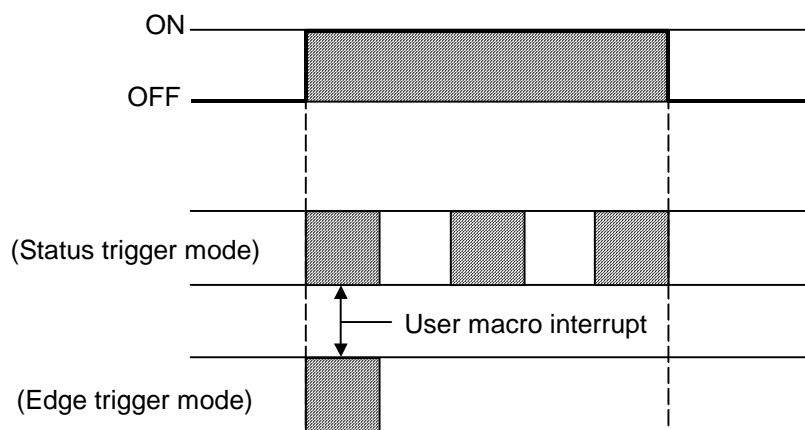 ON
OFF
(Status trigger mode)
User macro interrupt
(Edge trigger mode)